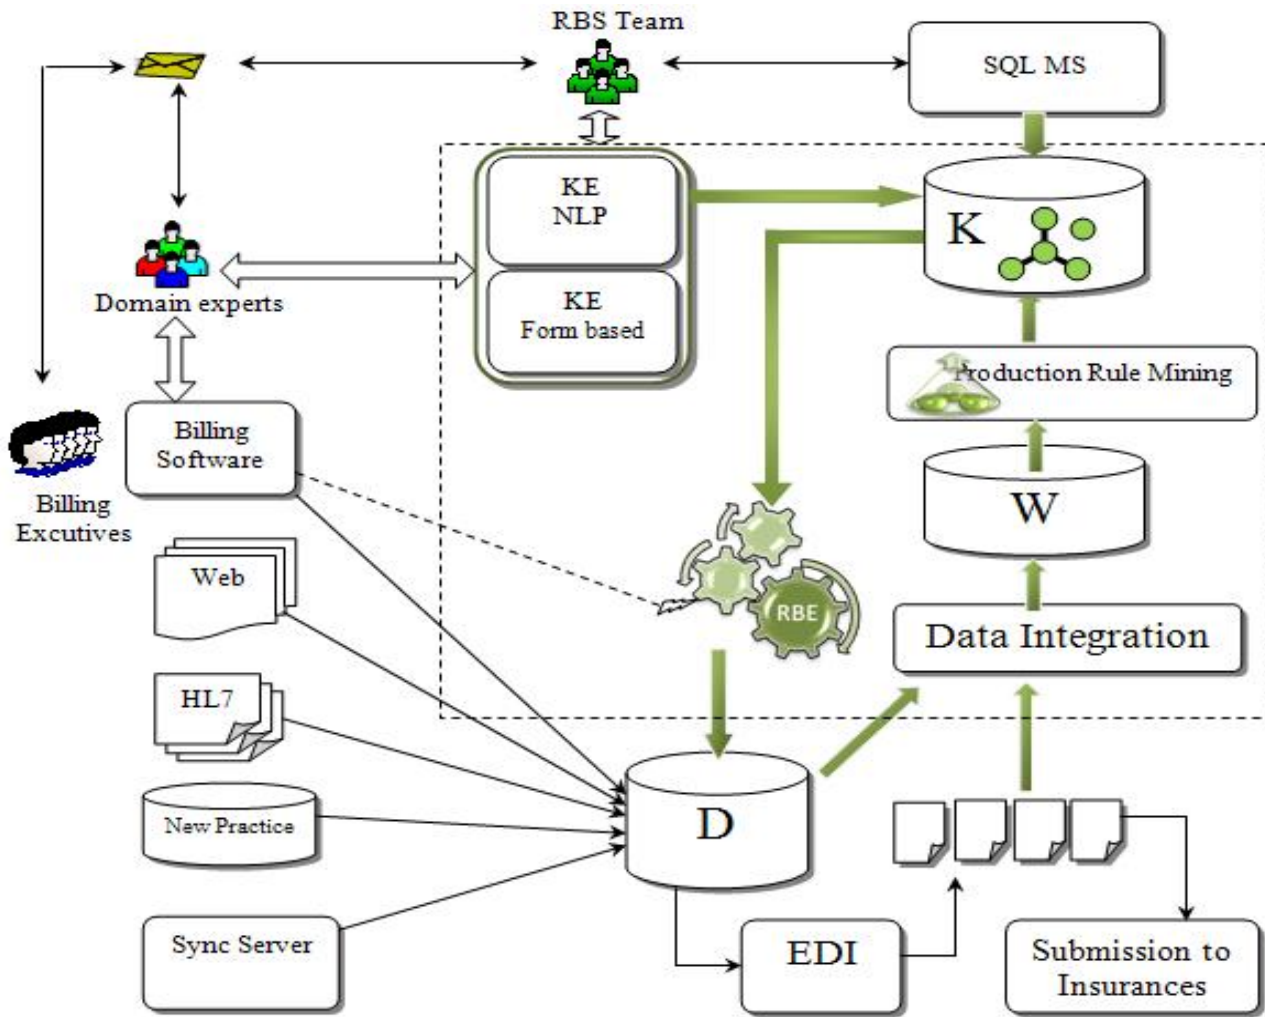 RBS Team
SQL MS
KE
NLP
K
Domain experts
KE
Form based
Production Rule Mining
Billing
Software
W
Billing
Excutives
Web
RBE
Data Integration
HL7
D
New Practice
Sync Server
EDI
Submission to
Insurances